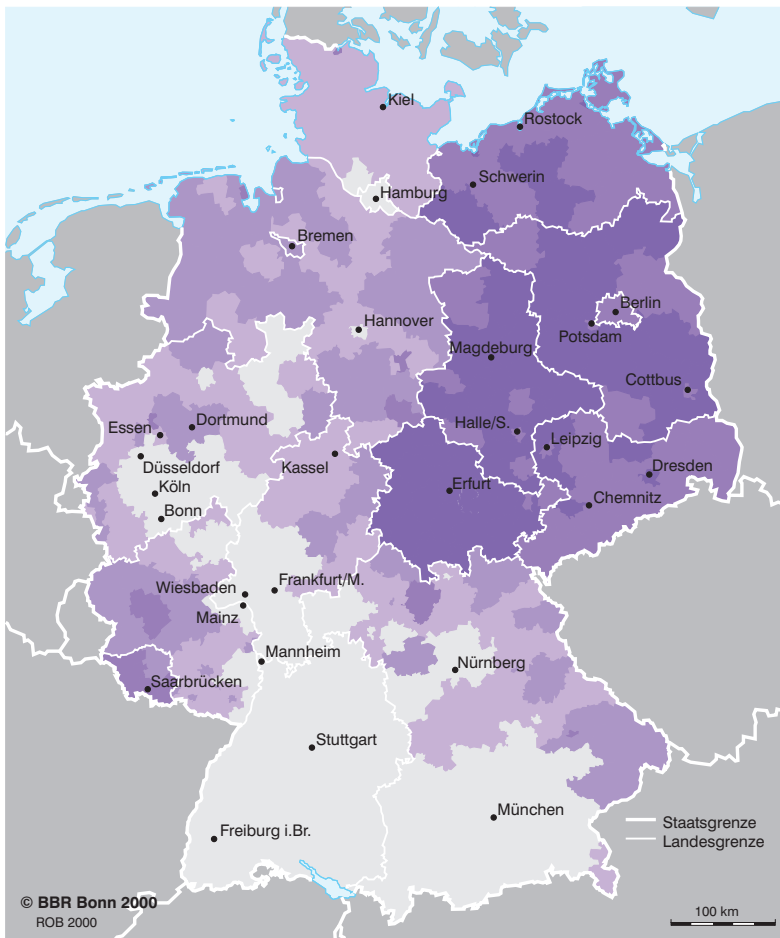 Kiel
Rostock
Schwerin
Hamburg
Bremen
Berlin
Hannover
Potsdam
Magdeburg
Cottbus
Dortmund
Essen
Halle/S.
Leipzig
Düsseldorf
Kassel
Dresden
Köln
Erfurt
Chemnitz
Bonn
Frankfurt/M.
Wiesbaden
Mainz
Mannheim
Nürnberg
Saarbrücken
Stuttgart
München
Freiburg i.Br.
Staatsgrenze
Landesgrenze
© BBR Bonn 2000
ROB 2000
100 km